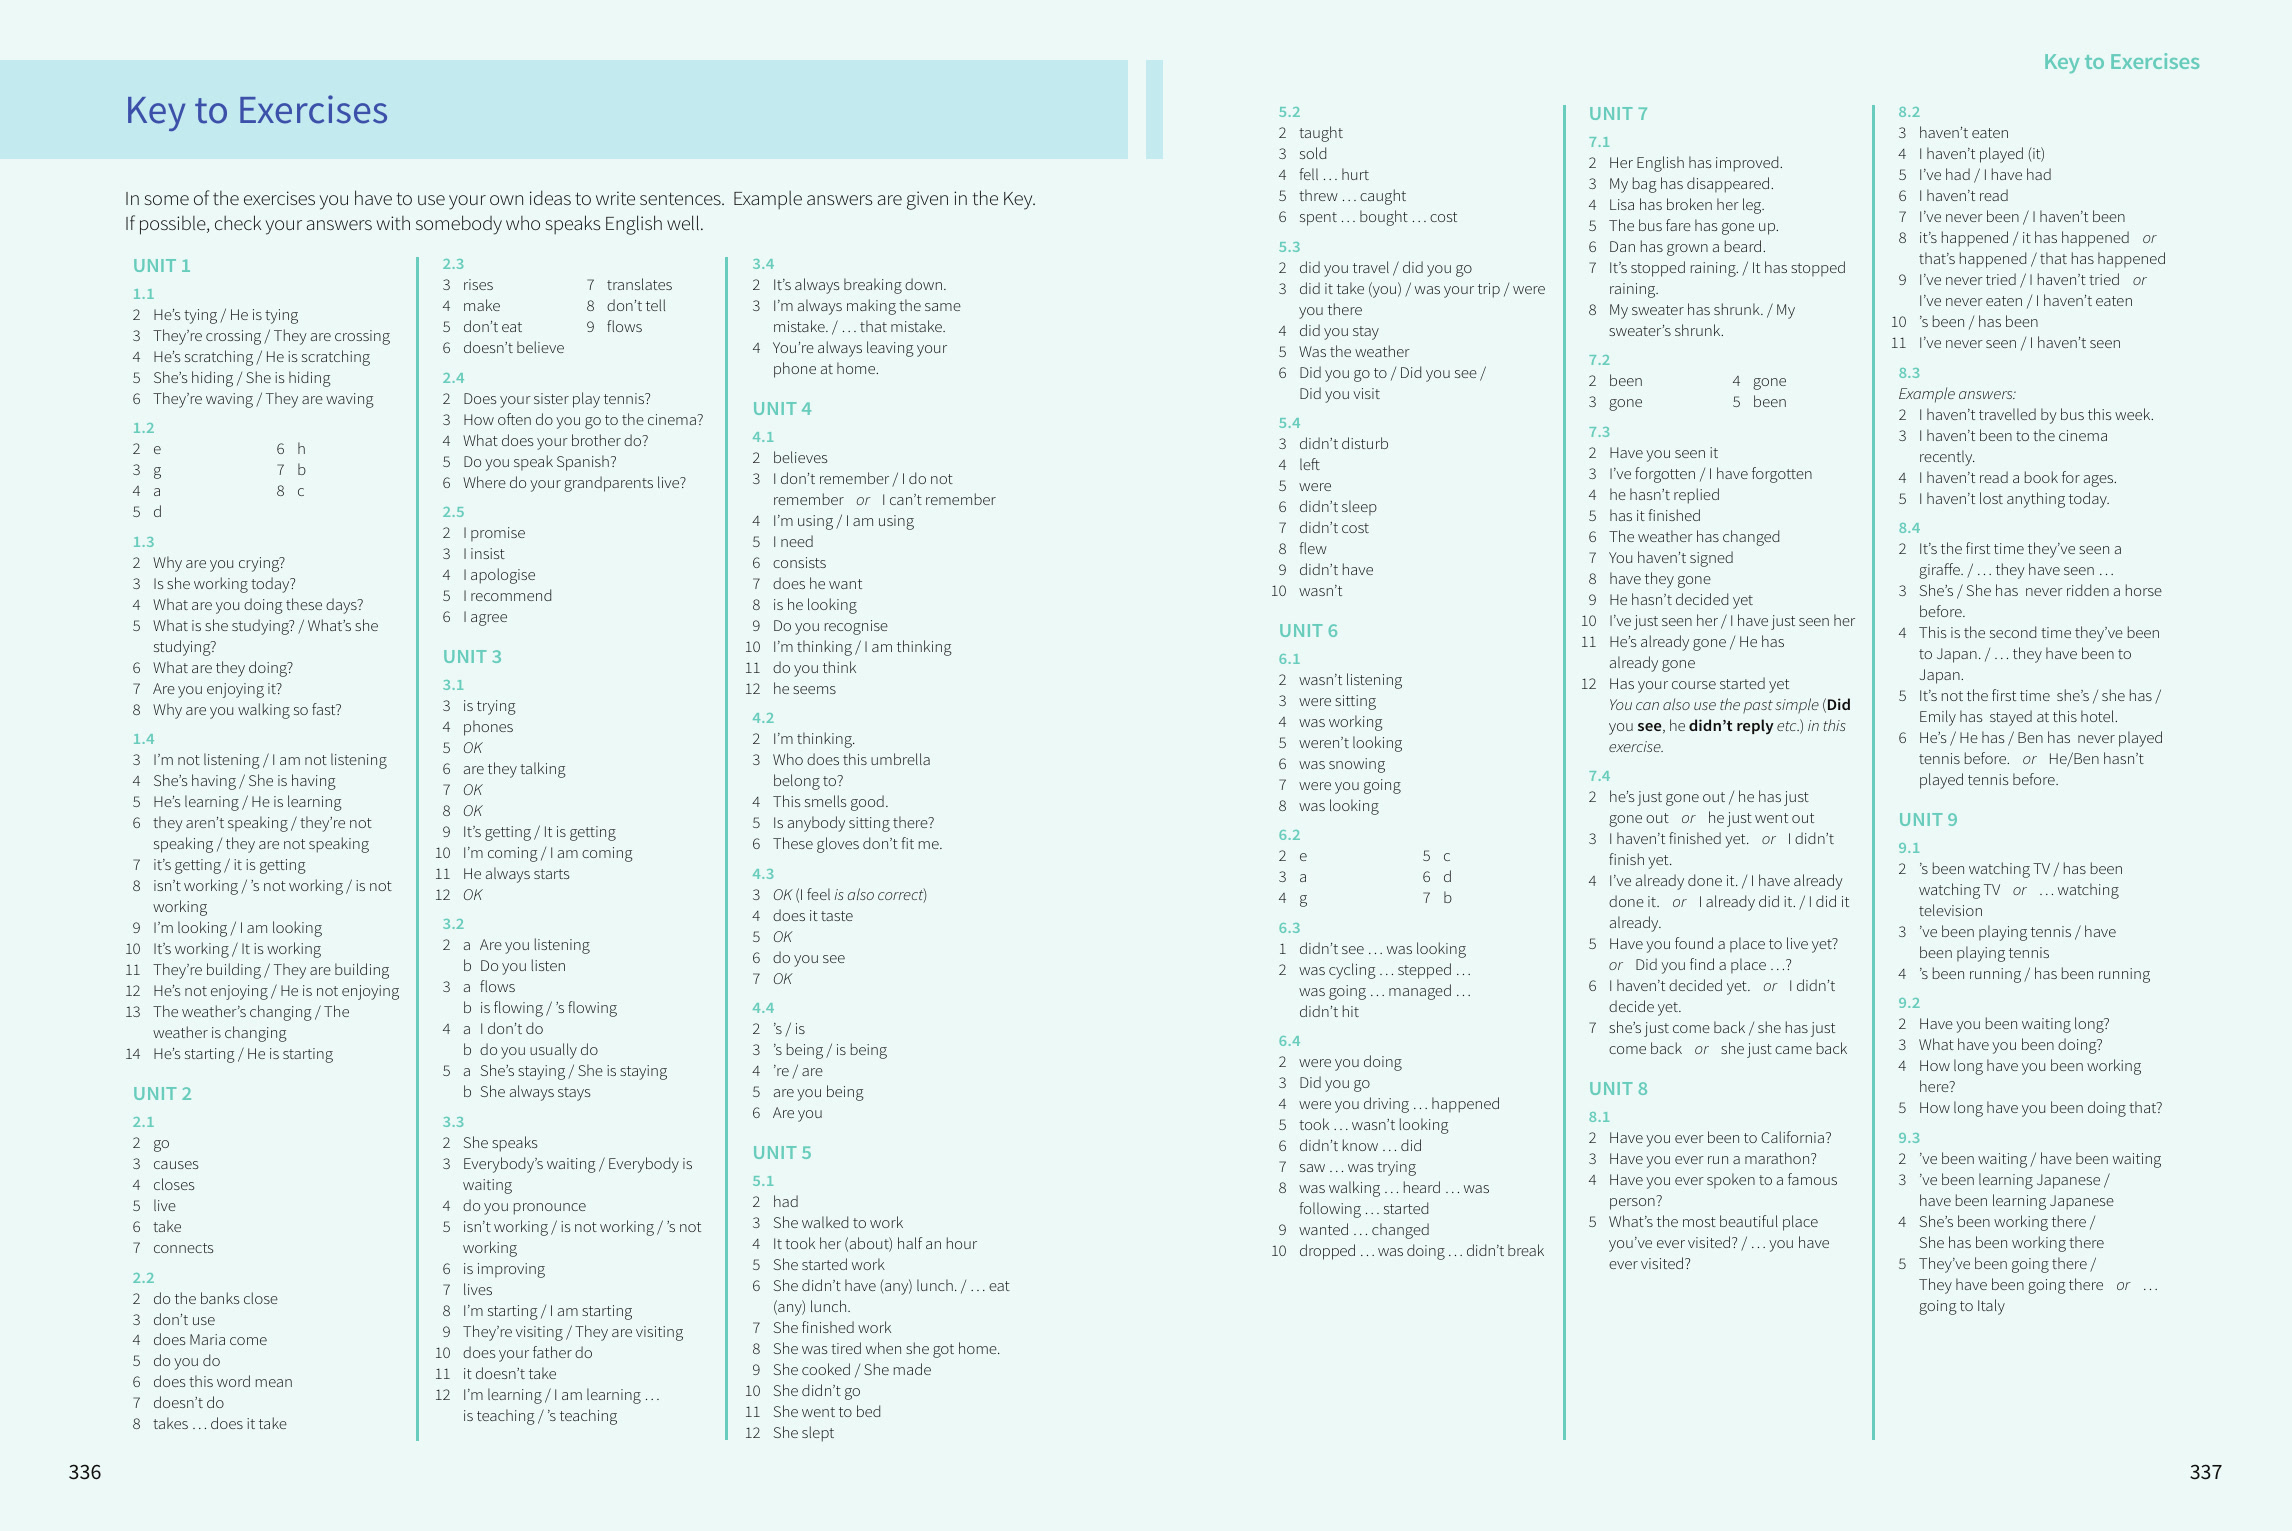 Key to Exercises
In some of the exercises you have to use your own ideas to write sentences.  Example answers are given in the Key.
If possible, check your answers with somebody who speaks English well.
UNIT 1
1.1
2 He’s tying / He is tying
3 They’re crossing / They are crossing
4 He’s scratching / He is scratching
5 She’s hiding / She is hiding
6 They’re waving / They are waving
1.2
2 e 6 h
3 g 7 b
4 a 8 c
5 d
1.3
2 Why are you crying?
3 Is she working today?
4 What are you doing these days?
5 What is she studying? / What’s she
studying?
6 What are they doing?
7 Are you enjoying it?
8 Why are you walking so fast?
1.4
3 I’m not listening / I am not listening
4 She’s having / She is having
5 He’s learning / He is learning
6 they aren’t speaking / they’re not
speaking / they are not speaking
7 it’s getting / it is getting
8 isn’t working / ’s not working / is not
working
9 I’m looking / I am looking
10 It’s working / It is working
11 They’re building / They are building
12 He’s not enjoying / He is not enjoying
13 The weather’s changing / The
weather is changing
14 He’s starting / He is starting
UNIT 2
2.1
2 go
3 causes
4 closes
5 live
6 take
7 connects
2.2
2 do the banks close
3 don’t use
4 does Maria come
5 do you do
6 does this word mean
7 doesn’t do
8 takes … does it take
2.3
3 rises 7 translates
4 make 8 don’t tell
5 don’t eat 9 flows
6 doesn’t believe
2.4
2 Does your sister play tennis?
3 How often do you go to the cinema?
4 What does your brother do?
5 Do you speak Spanish?
6 Where do your grandparents live?
2.5
2 I promise
3 I insist
4 I apologise
5 I recommend
6 I agree
UNIT 3
3.1
3 is trying
4 phones
5 OK
6 are they talking
7 OK
8 OK
9 It’s getting / It is getting
10 I’m coming / I am coming
11 He always starts
12 OK
3.2
2 a Are you listening
b Do you listen
3 a flows
b is flowing / ’s flowing
4 a I don’t do
b do you usually do
5 a She’s staying / She is staying
b She always stays
3.3
2 She speaks
3 Everybody’s waiting / Everybody is
waiting
4 do you pronounce
5 isn’t working / is not working / ’s not
working
6 is improving
7 lives
8 I’m starting / I am starting
9 They’re visiting / They are visiting
10 does your father do
11 it doesn’t take
12 I’m learning / I am learning …
is teaching / ’s teaching
3.4
2 It’s always breaking down.
3 I’m always making the same
mistake. / … that mistake.
4 You’re always leaving your
phone at home.
UNIT 4
4.1
2 believes
3 I don’t remember / I do not
remember or I can’t remember
4 I’m using / I am using
5 I need
6 consists
7 does he want
8 is he looking
9 Do you recognise
10 I’m thinking / I am thinking
11 do you think
12 he seems
4.2
2 I’m thinking.
3 Who does this umbrella
belong to?
4 This smells good.
5 Is anybody sitting there?
6 These gloves don’t fit me.
4.3
3 OK (I feel is also correct)
4 does it taste
5 OK
6 do you see
7 OK
4.4
2 ’s / is
3 ’s being / is being
4 ’re / are
5 are you being
6 Are you
UNIT 5
5.1
2 had
3 She walked to work
4 It took her (about) half an hour
5 She started work
6 She didn’t have (any) lunch. / … eat
(any) lunch.
7 She finished work
8 She was tired when she got home.
9 She cooked / She made
10 She didn’t go
11 She went to bed
12 She slept
336
Key to Exercises
5.2
2 taught
3 sold
4 fell … hurt
5 threw … caught
6 spent … bought … cost
5.3
2 did you travel / did you go
3 did it take (you) / was your trip / were
you there
4 did you stay
5 Was the weather
6 Did you go to / Did you see /
Did you visit
5.4
3 didn’t disturb
4 left
5 were
6 didn’t sleep
7 didn’t cost
8 flew
9 didn’t have
10 wasn’t
UNIT 6
6.1
2 wasn’t listening
3 were sitting
4 was working
5 weren’t looking
6 was snowing
7 were you going
8 was looking
6.2
2 e 5 c
3 a 6 d
4 g 7 b
6.3
1 didn’t see … was looking
2 was cycling … stepped …
was going … managed …
didn’t hit
6.4
2 were you doing
3 Did you go
4 were you driving … happened
5 took … wasn’t looking
6 didn’t know … did
7 saw … was trying
8 was walking … heard … was
following … started
9 wanted … changed
10 dropped … was doing … didn’t break
UNIT 7
7.1
2 Her English has improved.
3 My bag has disappeared.
4 Lisa has broken her leg.
5 The bus fare has gone up.
6 Dan has grown a beard.
7 It’s stopped raining. / It has stopped
raining.
8 My sweater has shrunk. / My
sweater’s shrunk.
7.2
2 been 4 gone
3 gone 5 been
7.3
2 Have you seen it
3 I’ve forgotten / I have forgotten
4 he hasn’t replied
5 has it finished
6 The weather has changed
7 You haven’t signed
8 have they gone
9 He hasn’t decided yet
10 I’ve just seen her / I have just seen her
11 He’s already gone / He has
already gone
12 Has your course started yet
You can also use the past simple (Did
you see, he didn’t reply etc.) in this
exercise.
7.4
2 he’s just gone out / he has just
gone out or he just went out
3 I haven’t finished yet. or I didn’t
finish yet.
4 I’ve already done it. / I have already
done it. or I already did it. / I did it
already.
5 Have you found a place to live yet?
or Did you find a place …?
6 I haven’t decided yet. or I didn’t
decide yet.
7 she’s just come back / she has just
come back or she just came back
UNIT 8
8.1
2 Have you ever been to California?
3 Have you ever run a marathon?
4 Have you ever spoken to a famous
person?
5 What’s the most beautiful place
you’ve ever visited? / … you have
ever visited?
8.2
3 haven’t eaten
4 I haven’t played (it)
5 I’ve had / I have had
6 I haven’t read
7 I’ve never been / I haven’t been
8 it’s happened / it has happened or
that’s happened / that has happened
9 I’ve never tried / I haven’t tried or
I’ve never eaten / I haven’t eaten
10 ’s been / has been
11 I’ve never seen / I haven’t seen
8.3
Example answers:
2 I haven’t travelled by bus this week.
3 I haven’t been to the cinema
recently.
4 I haven’t read a book for ages.
5 I haven’t lost anything today.
8.4
2 It’s the first time they’ve seen a
giraffe. / … they have seen …
3 She’s / She has never ridden a horse
before.
4 This is the second time they’ve been
to Japan. / … they have been to
Japan.
5 It’s not the first time she’s / she has /
Emily has stayed at this hotel.
6 He’s / He has / Ben has never played
tennis before. or He/Ben hasn’t
played tennis before.
UNIT 9
9.1
2 ’s been watching TV / has been
watching TV or … watching
television
3 ’ve been playing tennis / have
been playing tennis
4 ’s been running / has been running
9.2
2 Have you been waiting long?
3 What have you been doing?
4 How long have you been working
here?
5 How long have you been doing that?
9.3
2 ’ve been waiting / have been waiting
3 ’ve been learning Japanese /
have been learning Japanese
4 She’s been working there /
She has been working there
5 They’ve been going there /
They have been going there or …
going to Italy
337